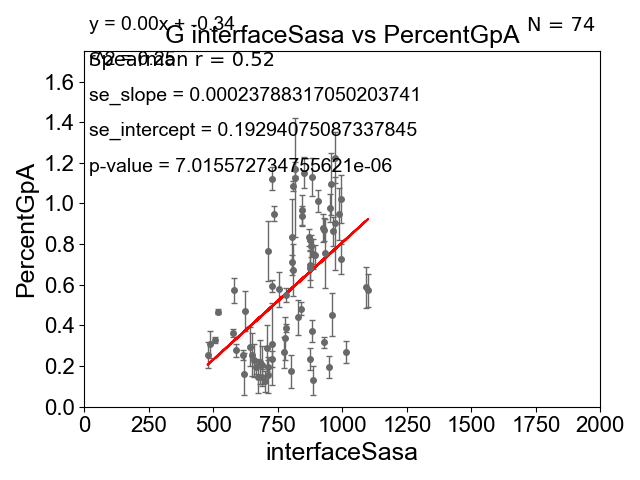 y = 0.00x + -0.34
N = 74
G interfaceSasa vs PercentGpA
Spearman r = 0.52
se_slope = 0.00023788317050203741
se_intercept = 0.19294075087337845
p-value = 7.015572734755621e-06
PercentGpA
1.6
1.4
1.2
1.0
0.8
0.6
0.4
0.2
0.0
0 250 500 750 1000 1250 1500 1750 2000
interfaceSasa